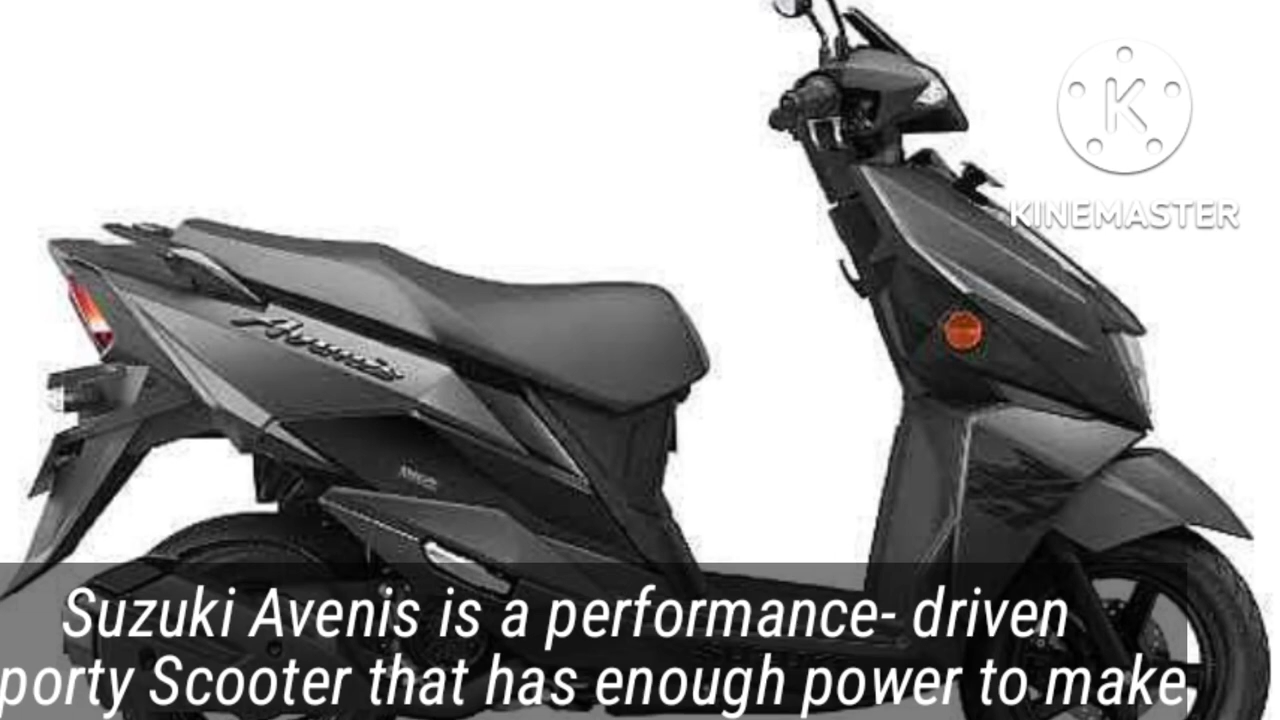 K
KINEMASTER
Avenis
Suzuki Avenis is a performance- driven
porty Scooter that has enough power to make